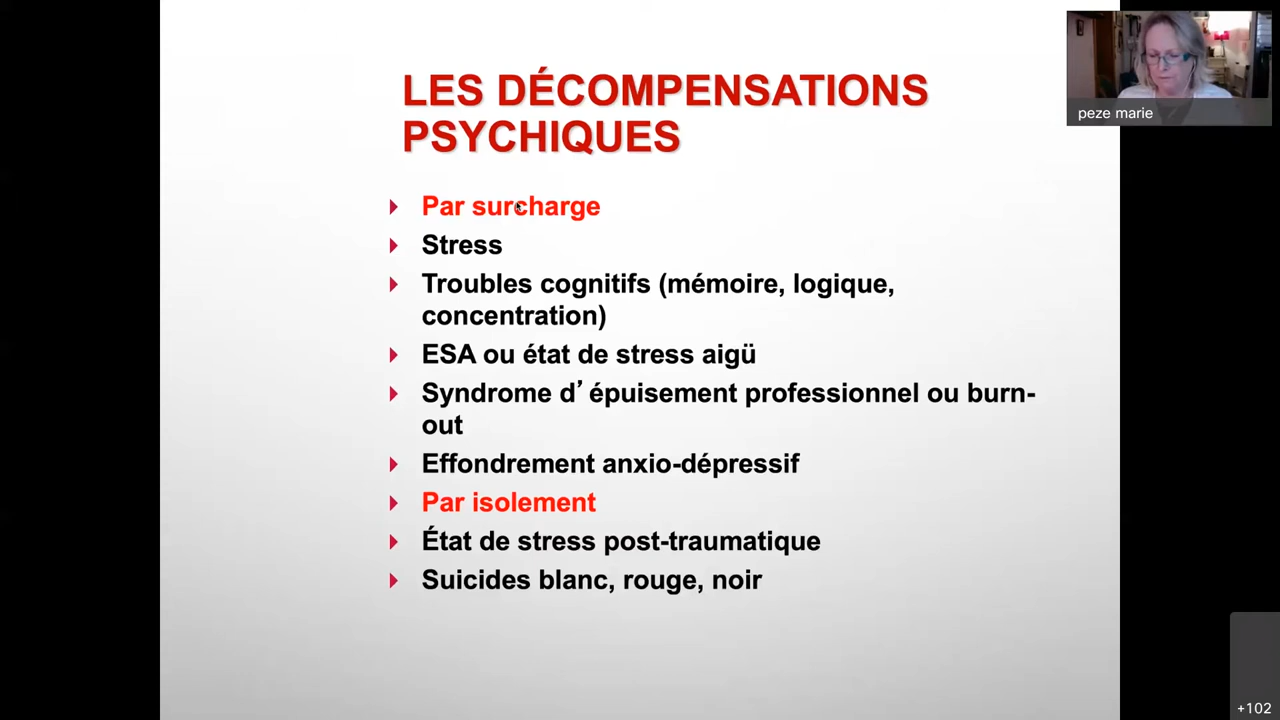 LES DÉCOMPENSATIONS
PSYCHIQUES
peze marie
Par surcharge
Stress
Troubles cognitifs (mémoire, logique,
concentration)
ESA ou état de stress aigü
Syndrome d’ épuisement professionnel ou burn-
out
Effondrement anxio-dépressif
Par isolement
État de stress post-traumatique
Suicides blanc, rouge, noir
+102